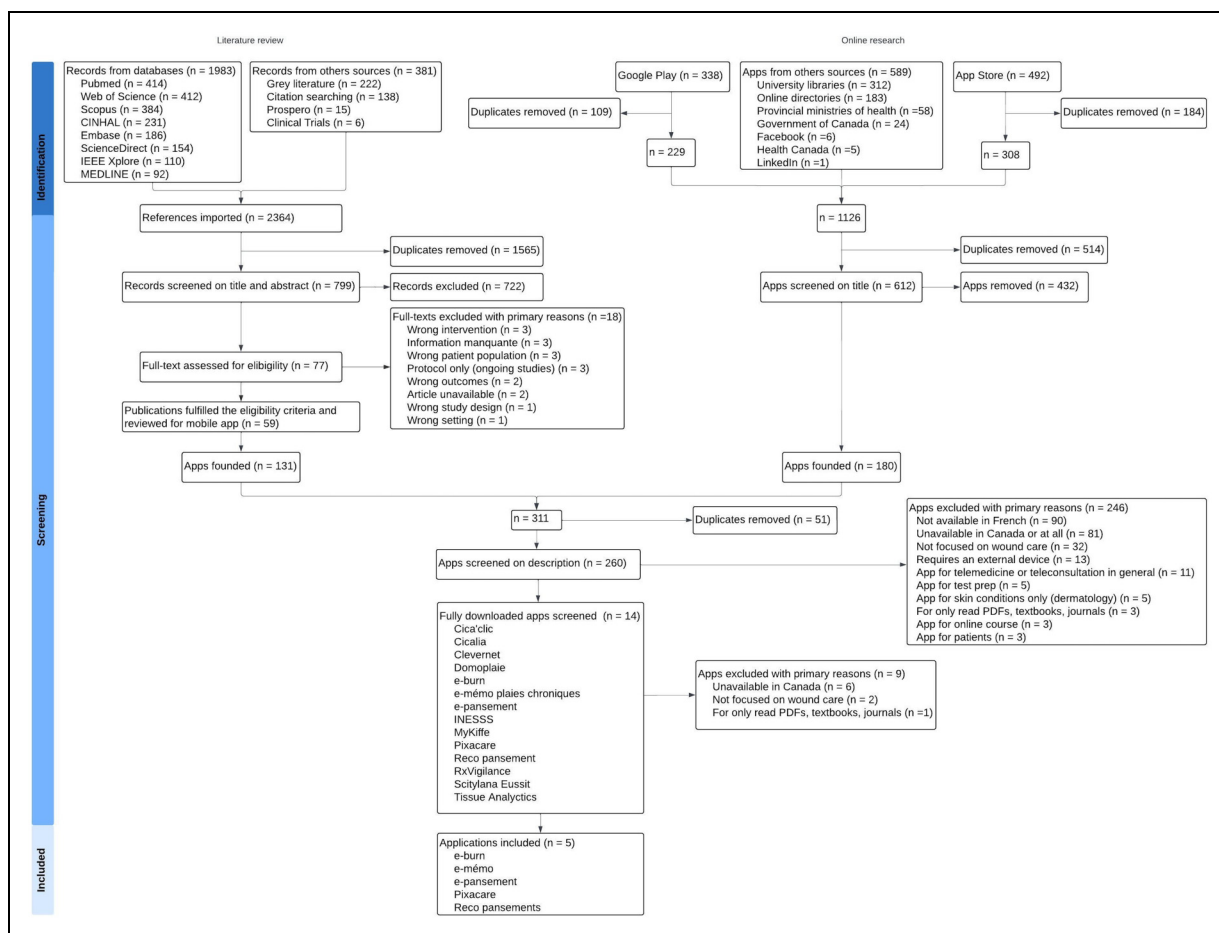 Literature review
Online research
Identification
Records from databases (n = 1983)
Pubmed = 414
Web of Science = 412
Scopus = 384
CINHAL (n = 231)
Embase (n = 186)
ScienceDirect (n = 154)
IEEE Xplore (n = 110)
MEDLINE (n = 92)
Records from others sources (n = 381)
Grey literature (n = 222)
Citation searching (n = 138)
Prospero (n = 15)
Clinical Trials (n = 6)
Google Play (n = 338)
Duplicates removed (n = 109)
n = 229
Apps from others sources (n = 589)
University libraries (n = 312)
Online directories (n = 183)
Provincial ministries of health (n =58)
Government of Canada (n = 24)
Facebook (n =6)
Health Canada (n =5)
LinkedIn (n =1)
App Store (n = 492)
Duplicates removed (n = 184)
n = 308
Screening
References imported (n = 2364)
Duplicates removed (n = 1565)
Records screened on title and abstract (n = 799)
Records excluded (n = 722)
Full-texts excluded with primary reasons (n =18)
Wrong intervention (n = 3)
Information manquante (n = 3)
Wrong patient population (n = 3)
Protocol only (ongoing studies) (n = 3)
Wrong outcomes (n = 2)
Article unavailable (n = 2)
Wrong study design (n = 1)
Wrong setting (n = 1)
Full-text assessed for elibigility (n = 77)
Publications fulfilled the eligibility criteria and
reviewed for mobile app (n = 59)
Apps founded (n = 131)
n = 1126
Duplicates removed (n = 514)
Apps screened on title (n = 612)
Apps removed (n = 432)
Apps founded (n = 180)
n = 311
Duplicates removed (n = 51)
Apps screened on description (n = 260)
Apps excluded with primary reasons (n = 246)
Not available in French (n = 90)
Unavailable in Canada or at all (n = 81)
Not focused on wound care (n = 32)
Requires an external device (n = 13)
App for telemedicine or teleconsultation in general (n = 11)
App for test prep (n = 5)
App for skin conditions only (dermatology) (n = 5)
For only read PDFs, textbooks, journals (n = 3)
App for online course (n = 3)
App for patients (n = 3)
Fully downloaded apps screened (n = 14)
Cica'clic
Cicalia
Clevernet
Domoplaie
e-burn
e-mémo plaies chroniques
e-pansement
INESSS
MyKiffe
Pixacare
Reco pansement
RxVigilance
Scitylana Eussit
Tissue Analyctics
Apps excluded with primary reasons (n = 9)
Unavailable in Canada (n = 6)
Not focused on wound care (n = 2)
For only read PDFs, textbooks, journals (n =1)
Included
Applications included (n = 5)
e-burn
e-mémo
e-pansement
Pixacare
Reco pansements